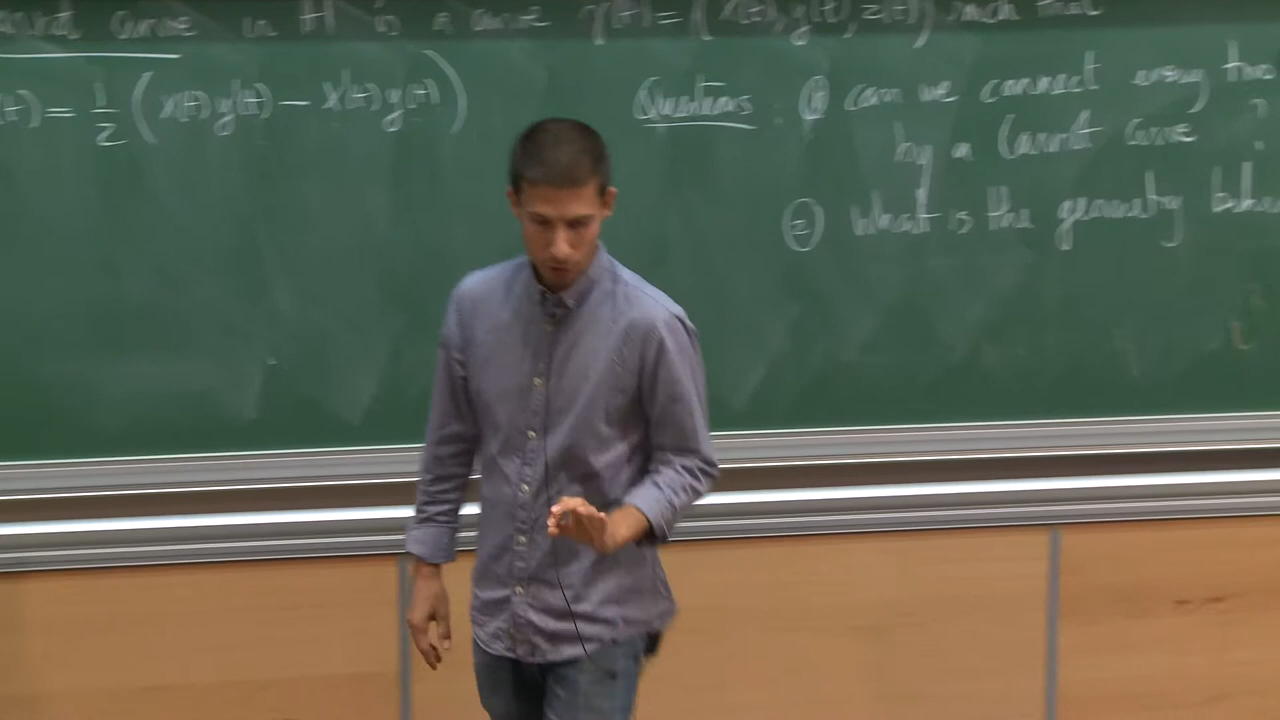 curve in H is a curve γ(t) = (x(t), y(t), z(t)) such that
(t) = 1/2 (x(t) y(t) − x(t) y(t))
Questions : ① can we connect every two
by a Carnot curve ?
② What is the geometry